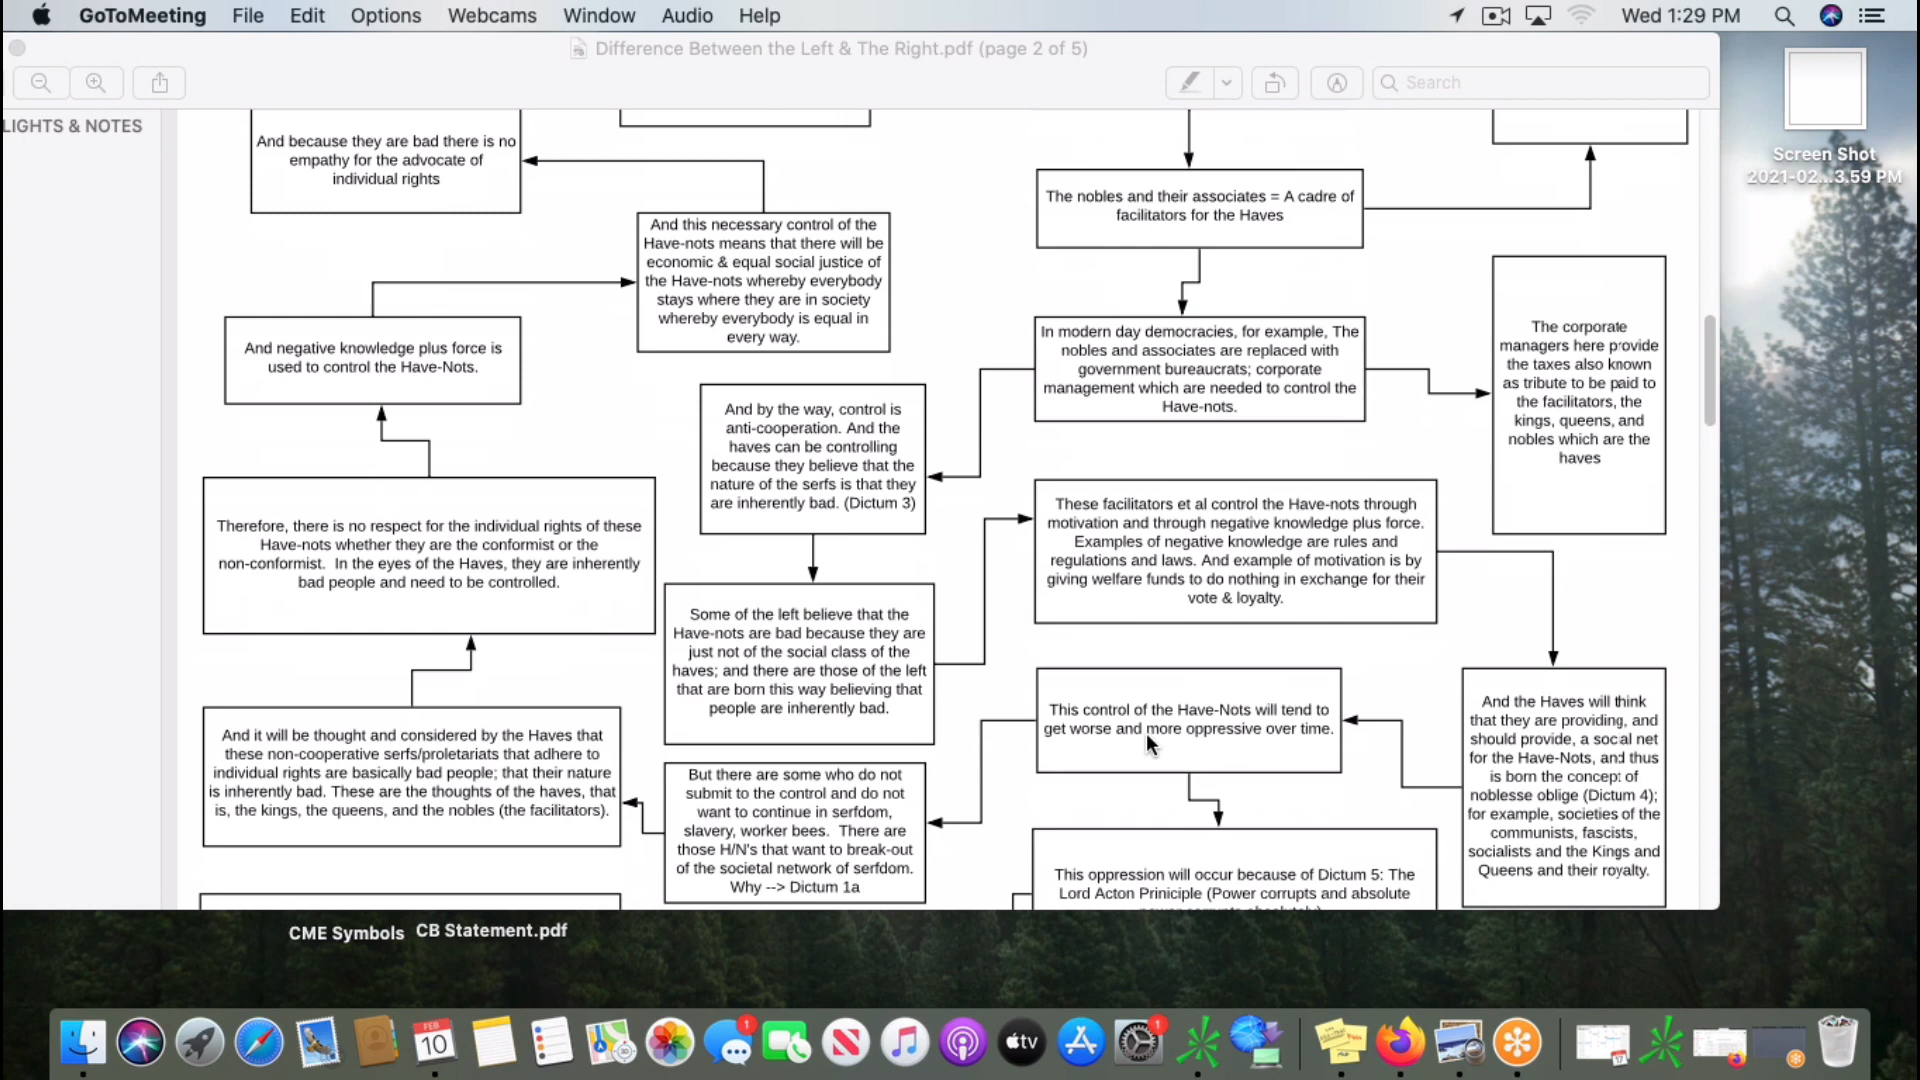 GoToMeeting File Edit Options Webcams Window Audio Help Wed 1:29 PM
Difference Between the Left & The Right.pdf (page 2 of 5)
Search
LIGHTS & NOTES
Screen Shot
2021-02...3.59 PM
And because they are bad there is no
empathy for the advocate of
individual rights
The nobles and their associates = A cadre of
facilitators for the Haves
And this necessary control of the
Have-nots means that there will be
economic & equal social justice of
the Have-nots whereby everybody
stays where they are in society
whereby everybody is equal in
every way.
And negative knowledge plus force is
used to control the Have-Nots.
In modern day democracies, for example, The
nobles and associates are replaced with
government bureaucrats; corporate
management which are needed to control the
Have-nots.
The corporate
managers here provide
the taxes also known
as tribute to be paid to
the facilitators, the
kings, queens, and
nobles which are the
haves
And by the way, control is
anti-cooperation. And the
haves can be controlling
because they believe that the
nature of the serfs is that they
are inherently bad. (Dictum 3)
Therefore, there is no respect for the individual rights of these
Have-nots whether they are the conformist or the
non-conformist. In the eyes of the Haves, they are inherently
bad people and need to be controlled.
These facilitators et al control the Have-nots through
motivation and through negative knowledge plus force.
Examples of negative knowledge are rules and
regulations and laws. And example of motivation is by
giving welfare funds to do nothing in exchange for their
vote & loyalty.
Some of the left believe that the
Have-nots are bad because they are
just not of the social class of the
haves; and there are those of the left
that are born this way believing that
people are inherently bad.
This control of the Have-Nots will tend to
get worse and more oppressive over time.
And the Haves will think
that they are providing, and
should provide, a social net
for the Have-Nots, and thus
is born the concept of
noblesse oblige (Dictum 4);
for example, societies of the
communists, fascists,
socialists and the Kings and
Queens and their royalty.
And it will be thought and considered by the Haves that
these non-cooperative serfs/proletariats that adhere to
individual rights are basically bad people; that their nature
is inherently bad. These are the thoughts of the haves, that
is, the kings, the queens, and the nobles (the facilitators).
But there are some who do not
submit to the control and do not
want to continue in serfdom,
slavery, worker bees. There are
those H/N's that want to break-out
of the societal network of serfdom.
Why --> Dictum 1a
This oppression will occur because of Dictum 5: The
Lord Acton Priniciple (Power corrupts and absolute
CME Symbols CB Statement.pdf
FEB
10
1
tv
1
17